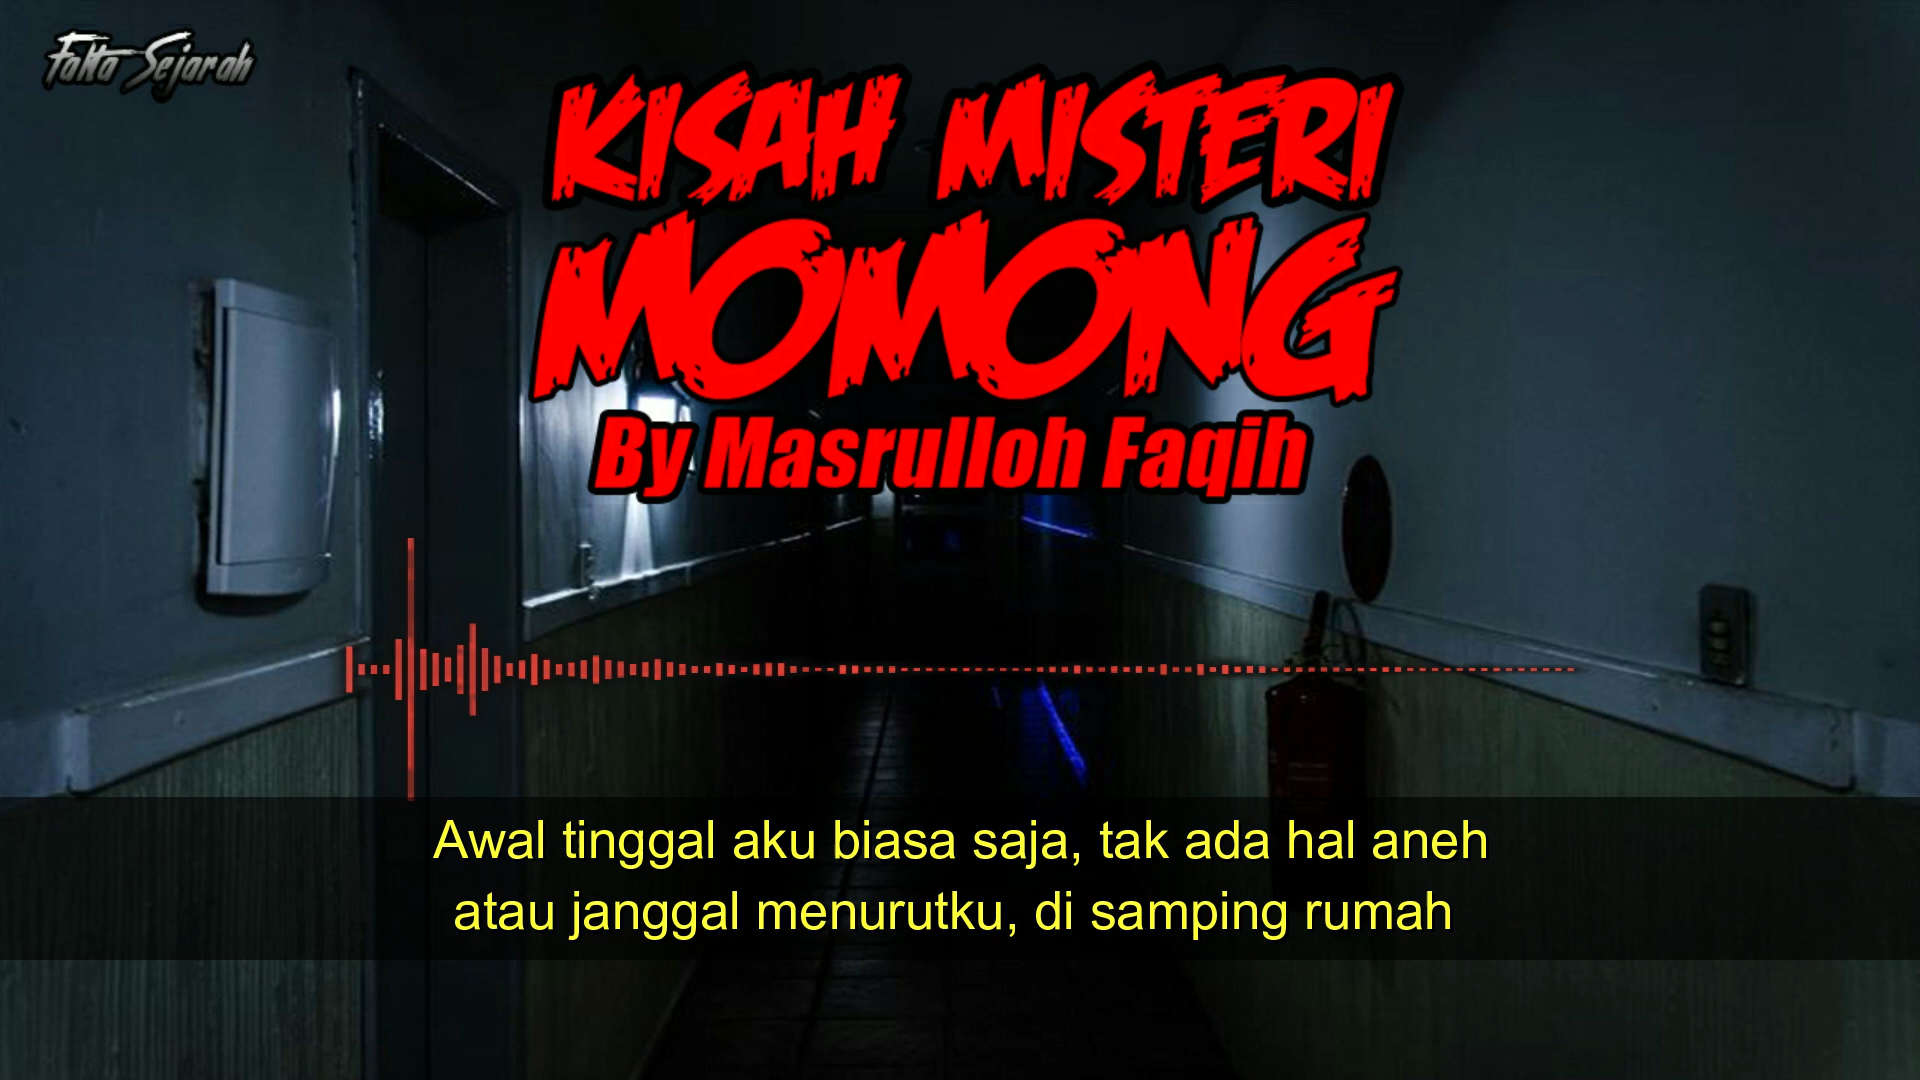 Fakta Sejarah
KISAH MISTERI
MOMONG
By Masrulloh Faqih
Awal tinggal aku biasa saja, tak ada hal aneh
atau janggal menurutku, di samping rumah